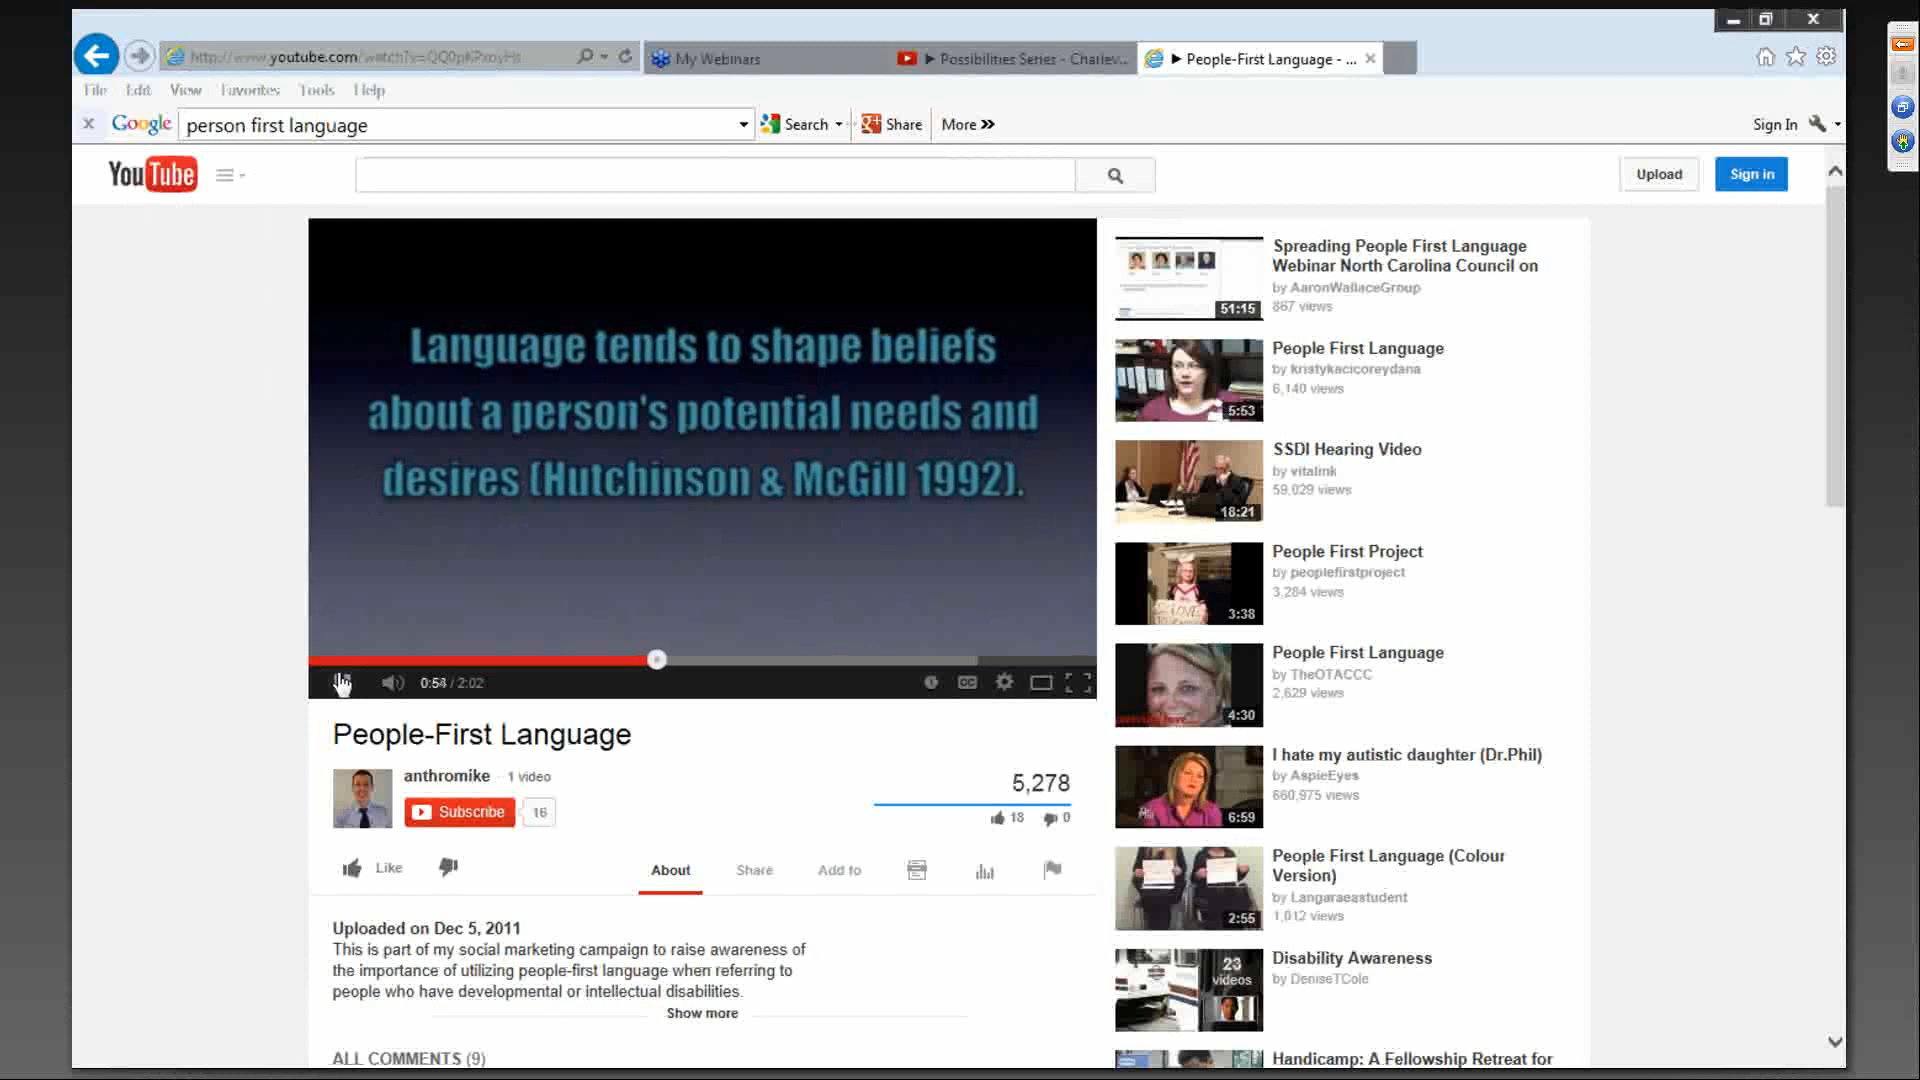 http://www.youtube.com/watch?v=
My Webinars
Possibilities Series - Charlev...
People-First Language - ...
File Edit View Favorites Tools Help
Google person first language Search Share More »
Sign In
YouTube
Upload
Sign in
Language tends to shape beliefs
about a person's potential needs and
desires (Hutchinson & McGill 1992).
0:54 / 2:02
CC
People-First Language
anthromike - 1 video
Subscribe 16
5,278
18 0
Like
About Share Add to
Uploaded on Dec 5, 2011
This is part of my social marketing campaign to raise awareness of
the importance of utilizing people-first language when referring to
people who have developmental or intellectual disabilities.
Show more
ALL COMMENTS (9)
51:15
Spreading People First Language
Webinar North Carolina Council on
by AaronWallaceGroup
867 views
5:53
People First Language
by kristykacicoreydana
6,140 views
18:21
SSDI Hearing Video
by vitalink
59,029 views
3:38
People First Project
by peoplefirstproject
3,284 views
4:30
People First Language
by TheOTACCC
2,629 views
6:59
I hate my autistic daughter (Dr.Phil)
by AspieEyes
660,975 views
2:55
People First Language (Colour
Version)
by Langaraeastudent
1,012 views
23
videos
Disability Awareness
by DeniseTCole
Handicamp: A Fellowship Retreat for